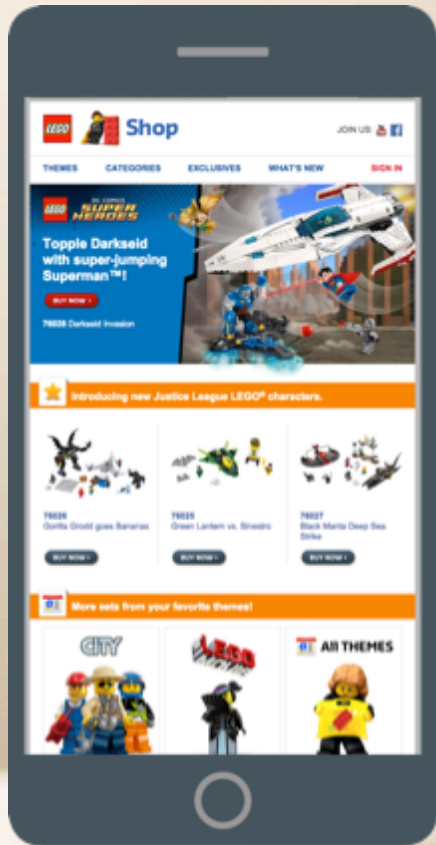 LEGO Shop JOIN US:
THEMES CATEGORIES EXCLUSIVES WHAT'S NEW SIGN IN
LEGO DC COMICS SUPER HEROES
Topple Darkseid
with super-jumping
Superman™!
BUY NOW ›
76028 Darkseid Invasion
Introducing new Justice League LEGO® characters.
76026
Gorilla Grodd goes Bananas
BUY NOW ›
76025
Green Lantern vs. Sinestro
BUY NOW ›
76027
Black Manta Deep Sea
Strike
BUY NOW ›
More sets from your favorite themes!
CITY
LEGO
All THEMES